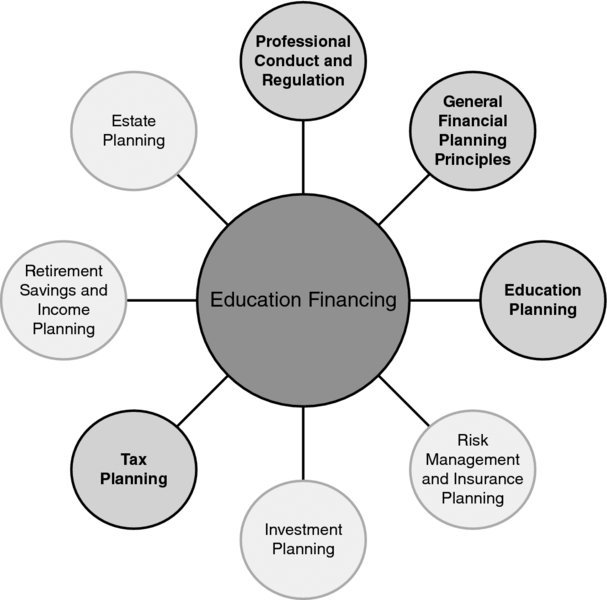 Professional
Conduct and
Regulation
General
Financial
Planning
Principles
Estate
Planning
Education Financing
Education
Planning
Retirement
Savings and
Income
Planning
Tax
Planning
Risk
Management
and Insurance
Planning
Investment
Planning